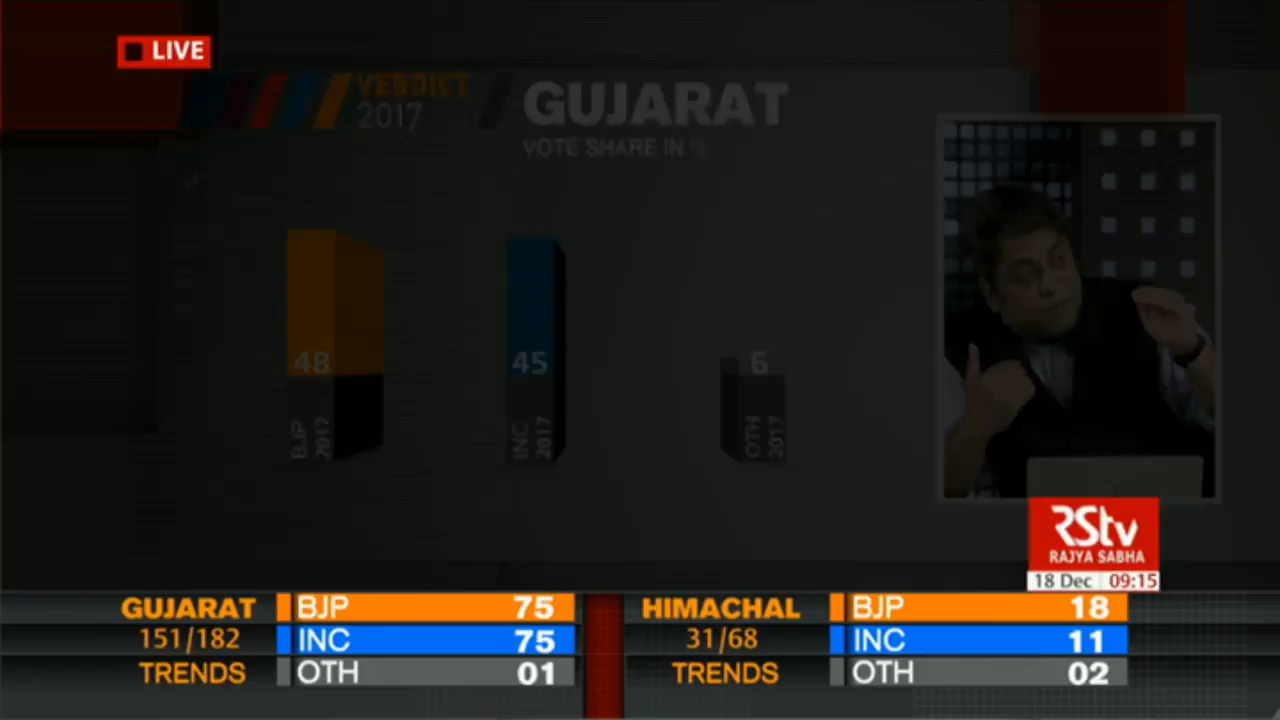 LIVE
VERDICT
2017
GUJARAT
VOTE SHARE IN
48
45
6
BJP
2017
INC
2017
OTH
2017
RStv
RAJYA SABHA
18 Dec 09:15
GUJARAT
151/182
TRENDS
BJP 75
INC 75
OTH 01
HIMACHAL
31/68
TRENDS
BJP 18
INC 11
OTH 02